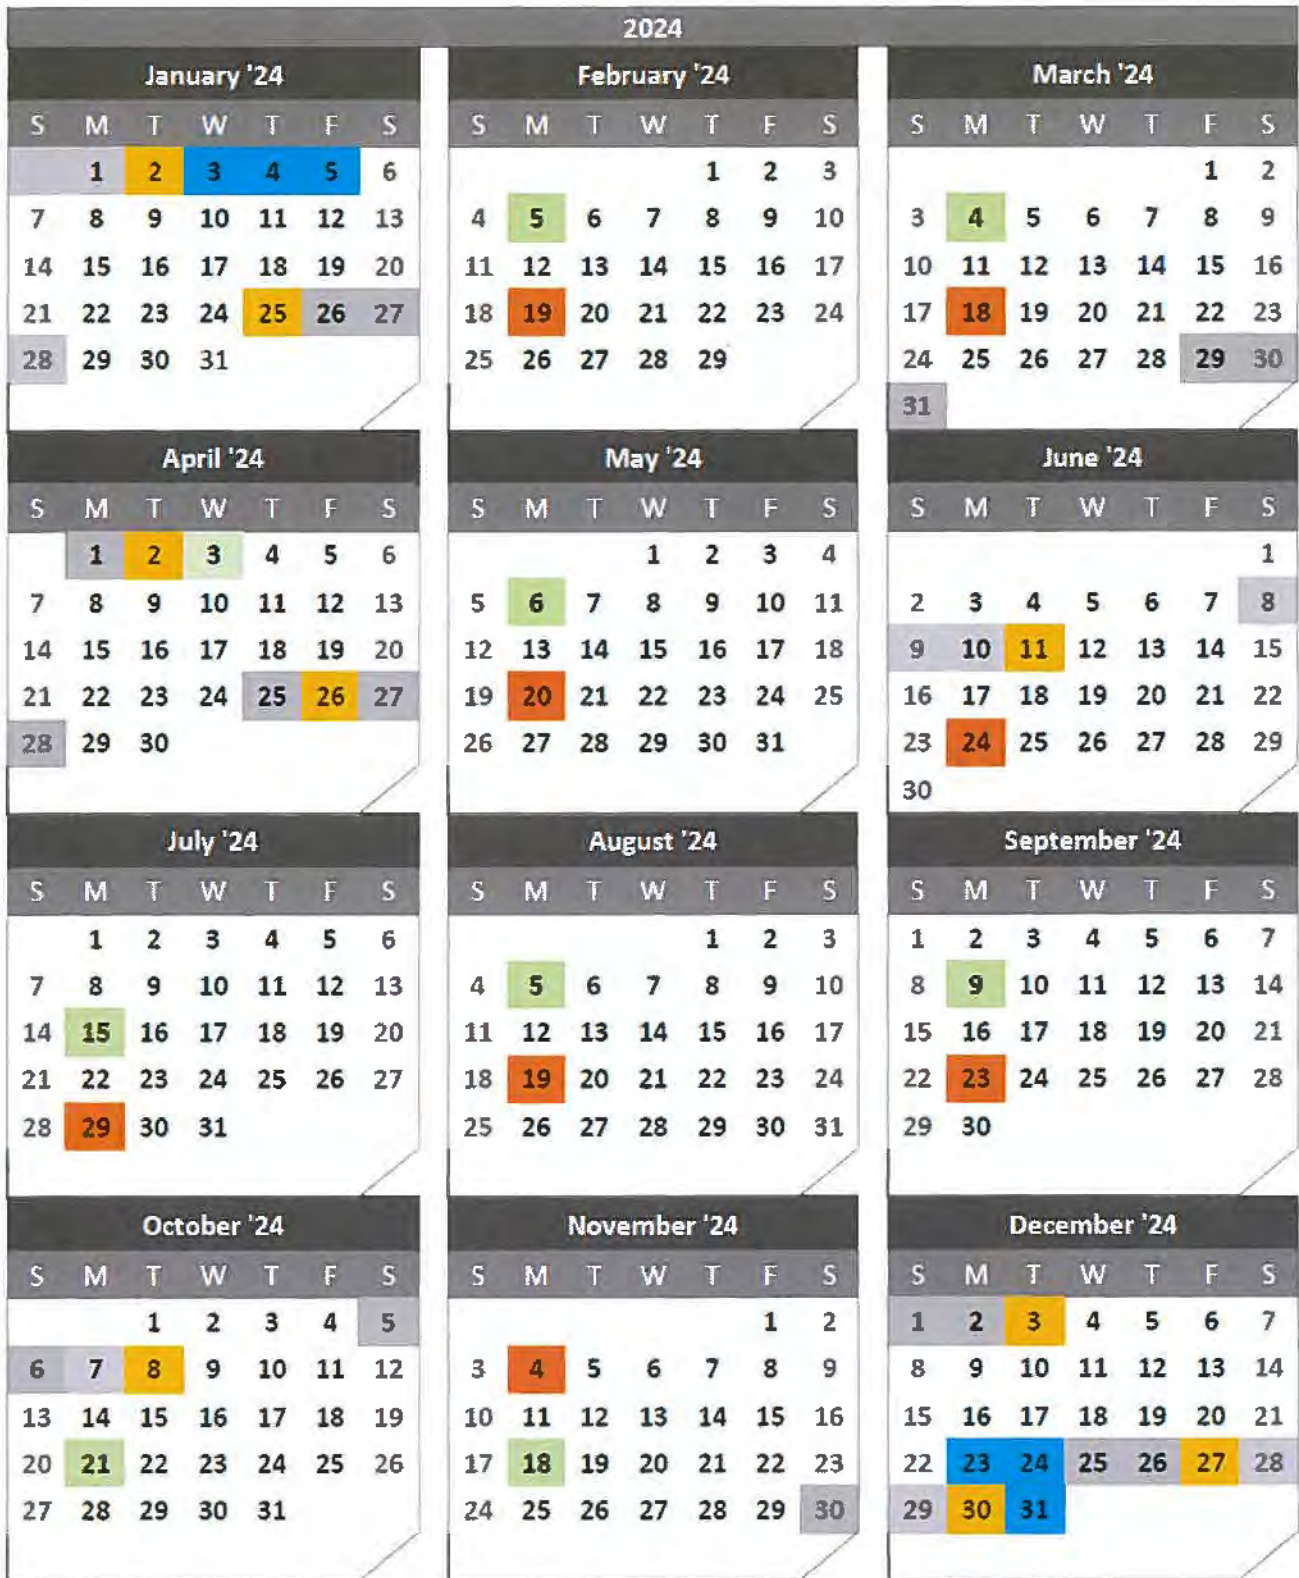 2024
January '24 February '24 March '24
S M T W T F S S M T W T F S S M T W T F S
1 2 3 4 5 6 1 2 3 1 2
7 8 9 10 11 12 13 4 5 6 7 8 9 10 3 4 5 6 7 8 9
14 15 16 17 18 19 20 11 12 13 14 15 16 17 10 11 12 13 14 15 16
21 22 23 24 25 26 27 18 19 20 21 22 23 24 17 18 19 20 21 22 23
28 29 30 31 25 26 27 28 29 24 25 26 27 28 29 30
31
April '24 May '24 June '24
S M T W T F S S M T W T F S S M T W T F S
1 2 3 4 5 6 1 2 3 4 1
7 8 9 10 11 12 13 5 6 7 8 9 10 11 2 3 4 5 6 7 8
14 15 16 17 18 19 20 12 13 14 15 16 17 18 9 10 11 12 13 14 15
21 22 23 24 25 26 27 19 20 21 22 23 24 25 16 17 18 19 20 21 22
28 29 30 26 27 28 29 30 31 23 24 25 26 27 28 29
30
July '24 August '24 September '24
S M T W T F S S M T W T F S S M T W T F S
1 2 3 4 5 6 1 2 3 1 2 3 4 5 6 7
7 8 9 10 11 12 13 4 5 6 7 8 9 10 8 9 10 11 12 13 14
14 15 16 17 18 19 20 11 12 13 14 15 16 17 15 16 17 18 19 20 21
21 22 23 24 25 26 27 18 19 20 21 22 23 24 22 23 24 25 26 27 28
28 29 30 31 25 26 27 28 29 30 31 29 30
October '24 November '24 December '24
S M T W T F S S M T W T F S S M T W T F S
1 2 3 4 5 1 2 1 2 3 4 5 6 7
6 7 8 9 10 11 12 3 4 5 6 7 8 9 8 9 10 11 12 13 14
13 14 15 16 17 18 19 10 11 12 13 14 15 16 15 16 17 18 19 20 21
20 21 22 23 24 25 26 17 18 19 20 21 22 23 22 23 24 25 26 27 28
27 28 29 30 31 24 25 26 27 28 29 30 29 30 31